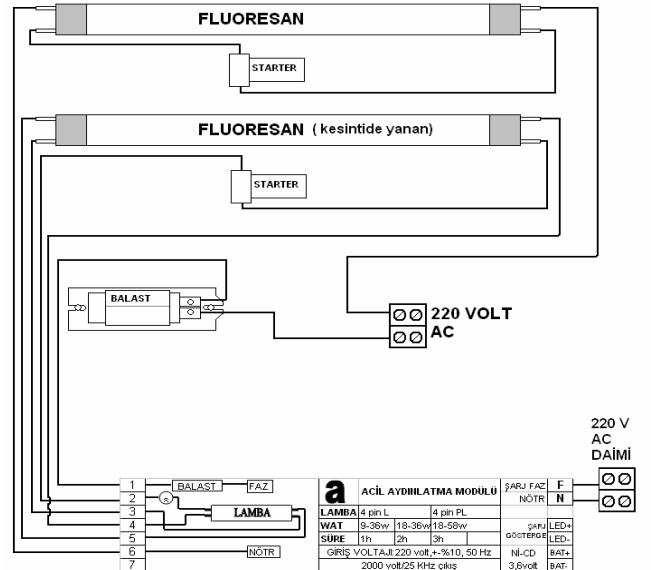 FLUORESAN
STARTER
FLUORESAN ( kesintide yanan)
STARTER
BALAST
220 VOLT
AC
220 V
AC
DAİMİ
1 BALAST FAZ
2 S
3 LAMBA
4
5
6 NÖTR
7
a ACİL AYDINLATMA MODÜLÜ ŞARJ FAZ F
NÖTR N
LAMBA 4 pin L 4 pin PL
WAT 9-36w 18-36w 18-58w ŞARJ LED+
SÜRE 1h 2h 3h GÖSTERGE LED-
GİRİŞ VOLTAJI:220 volt,+-%10, 50 Hz Nİ-CD BAT+
2000 volt/25 KHz çıkış 3,6volt BAT-